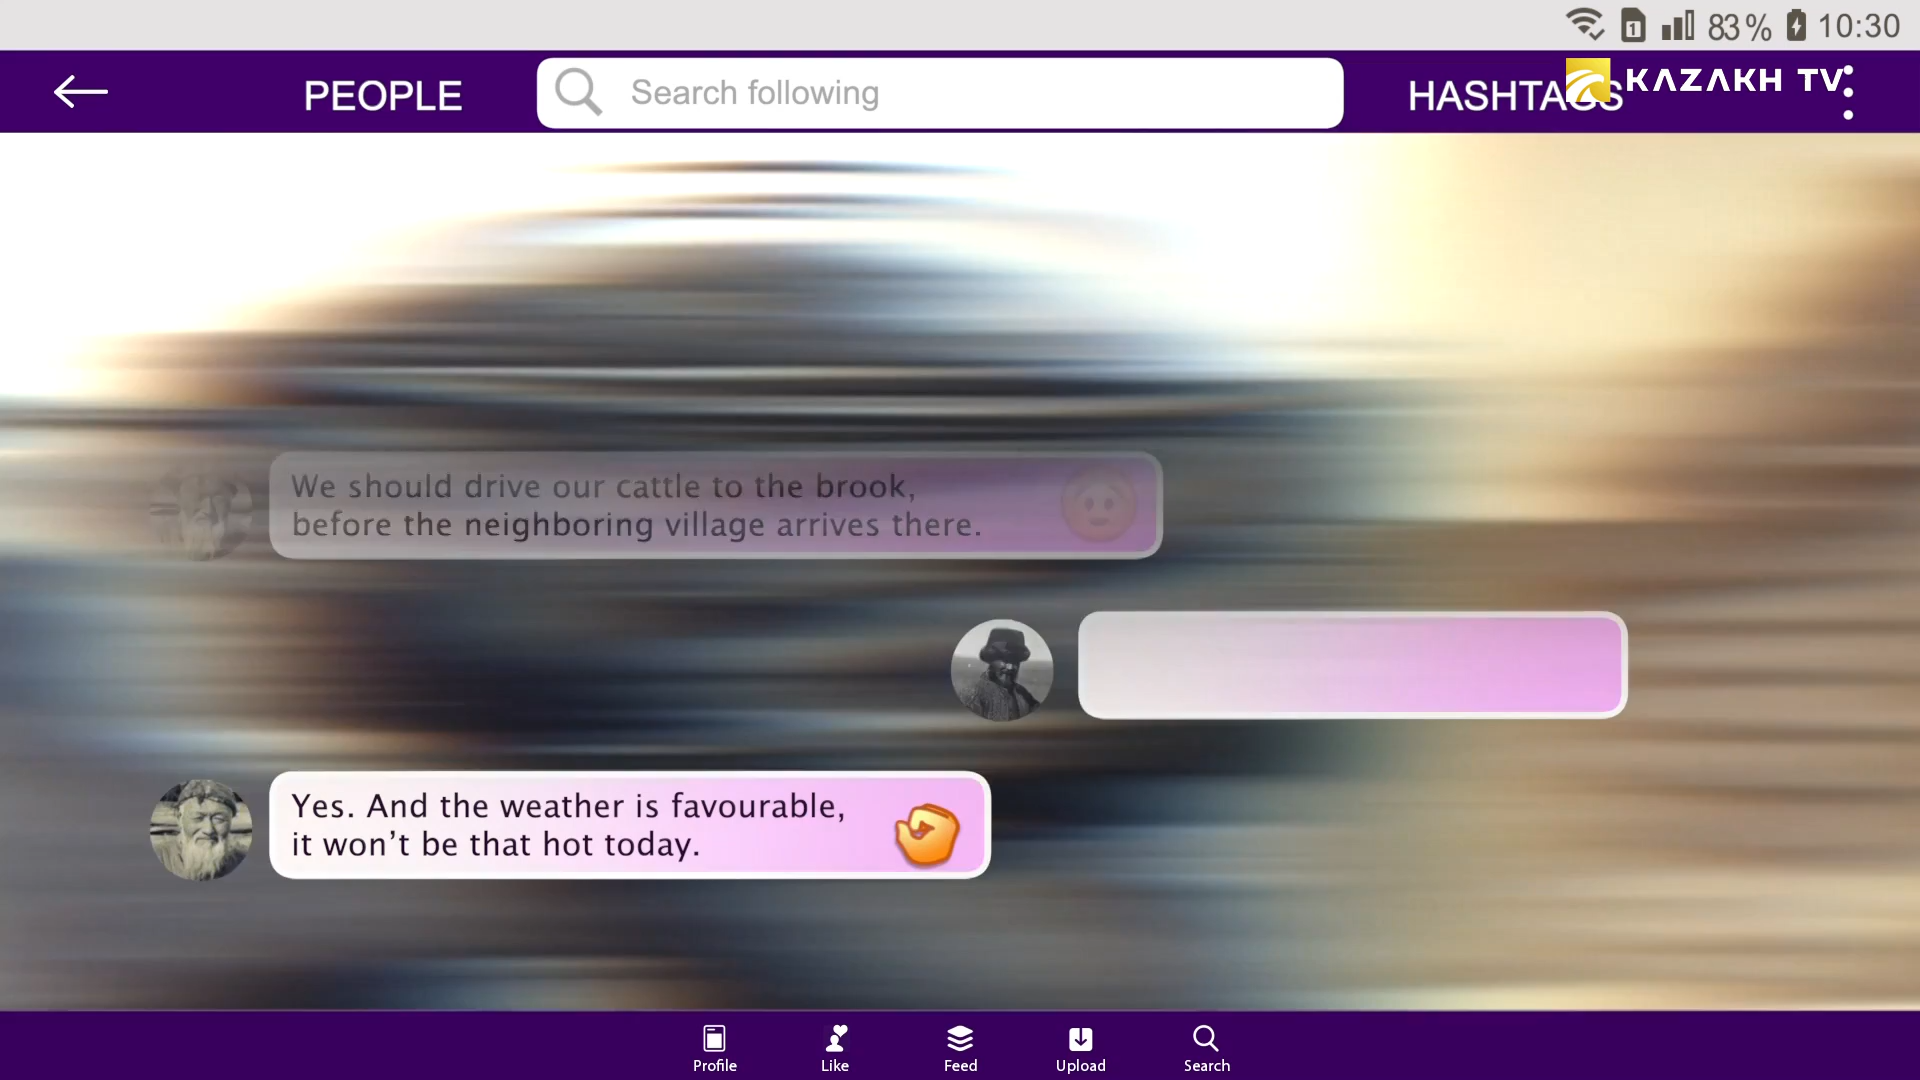 83% 10:30
PEOPLE
Search following
HASHTAGS
KAZAKH TV
We should drive our cattle to the brook,
before the neighboring village arrives there.
Yes. And the weather is favourable,
it won’t be that hot today.
Profile
Like
Feed
Upload
Search